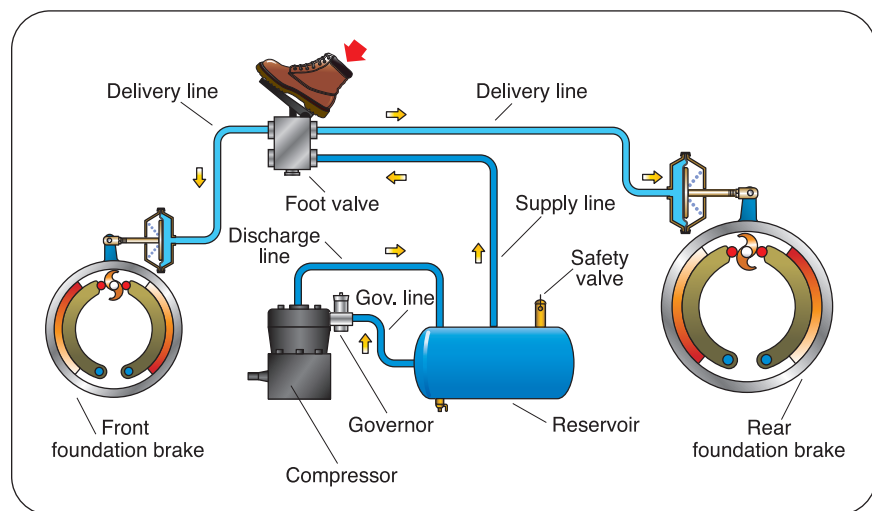 Delivery line
Delivery line
Foot valve
Supply line
Discharge
line
Safety
valve
Gov. line
Front
foundation brake
Governor
Reservoir
Rear
foundation brake
Compressor